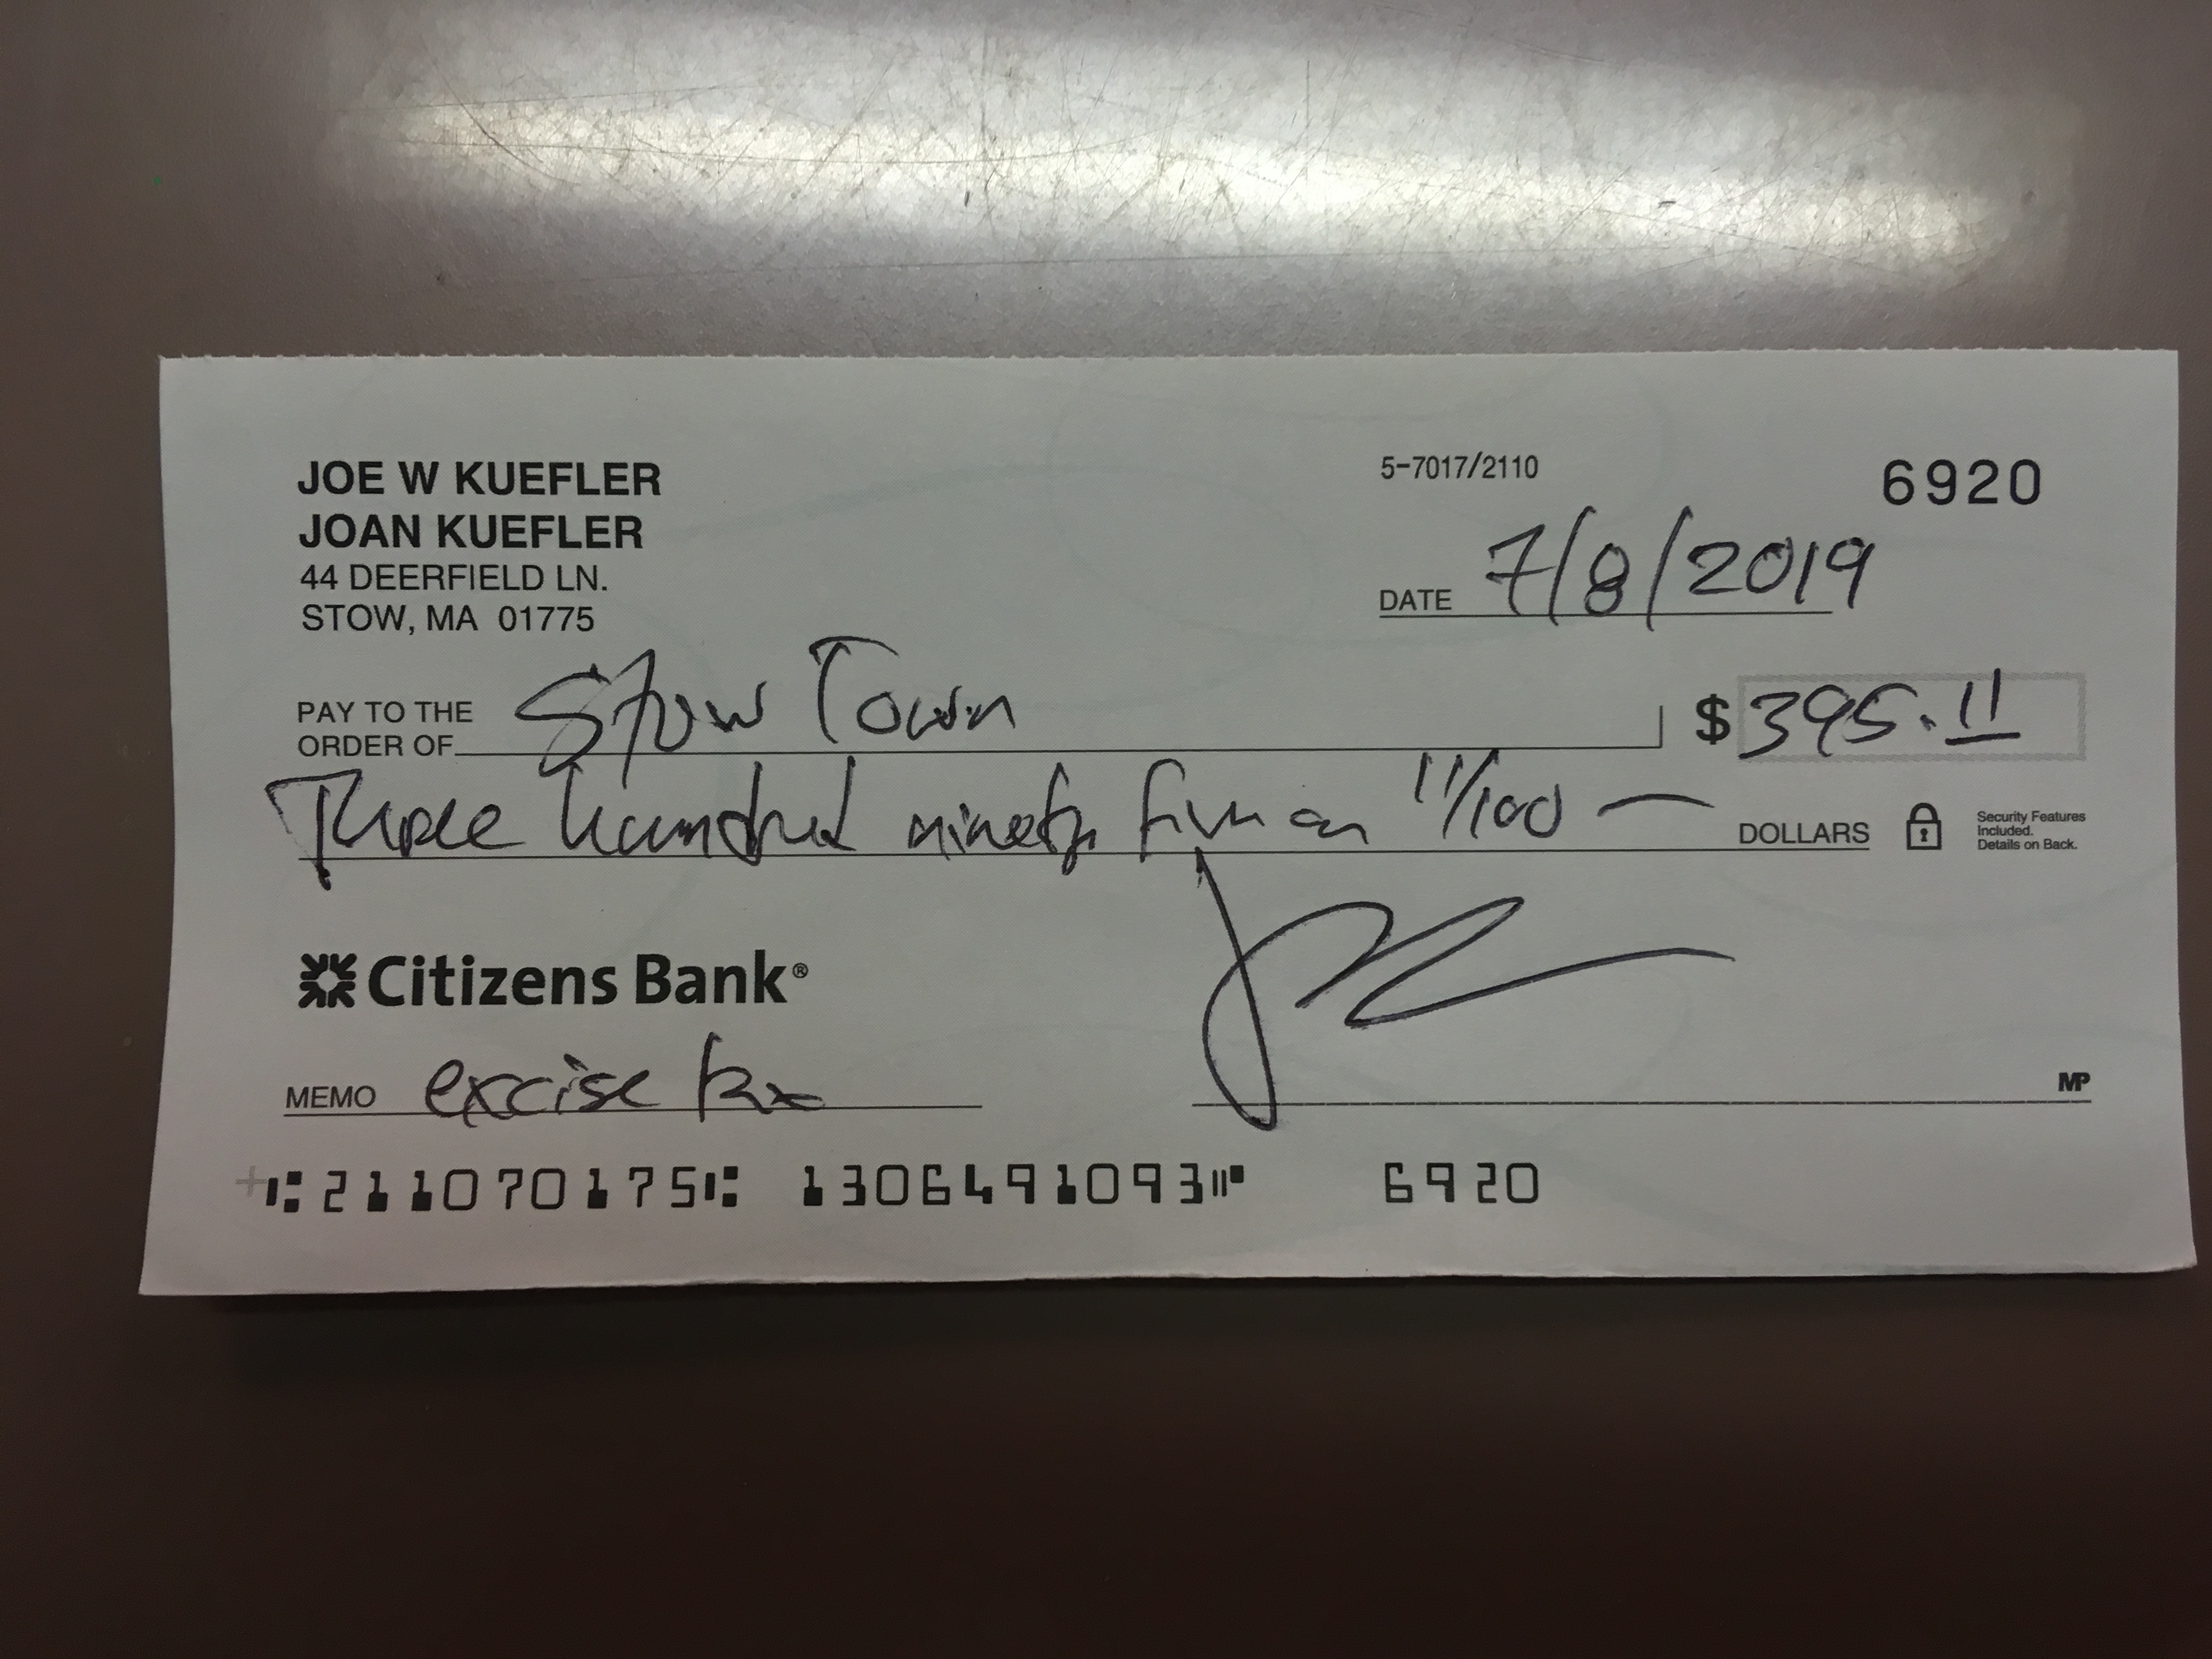 JOE W KUEFLER
JOAN KUEFLER
44 DEERFIELD LN.
STOW, MA 01775
5-7017/2110
6920
DATE 7/8/2019
PAY TO THE
ORDER OF Stow Town $395.11
Three hundred ninety five an 11/100 — DOLLARS
Security Features
Included.
Details on Back.
Citizens Bank®
MEMO excise tax
MP
⑆211070175⑆ 1306491093⑈ 6920